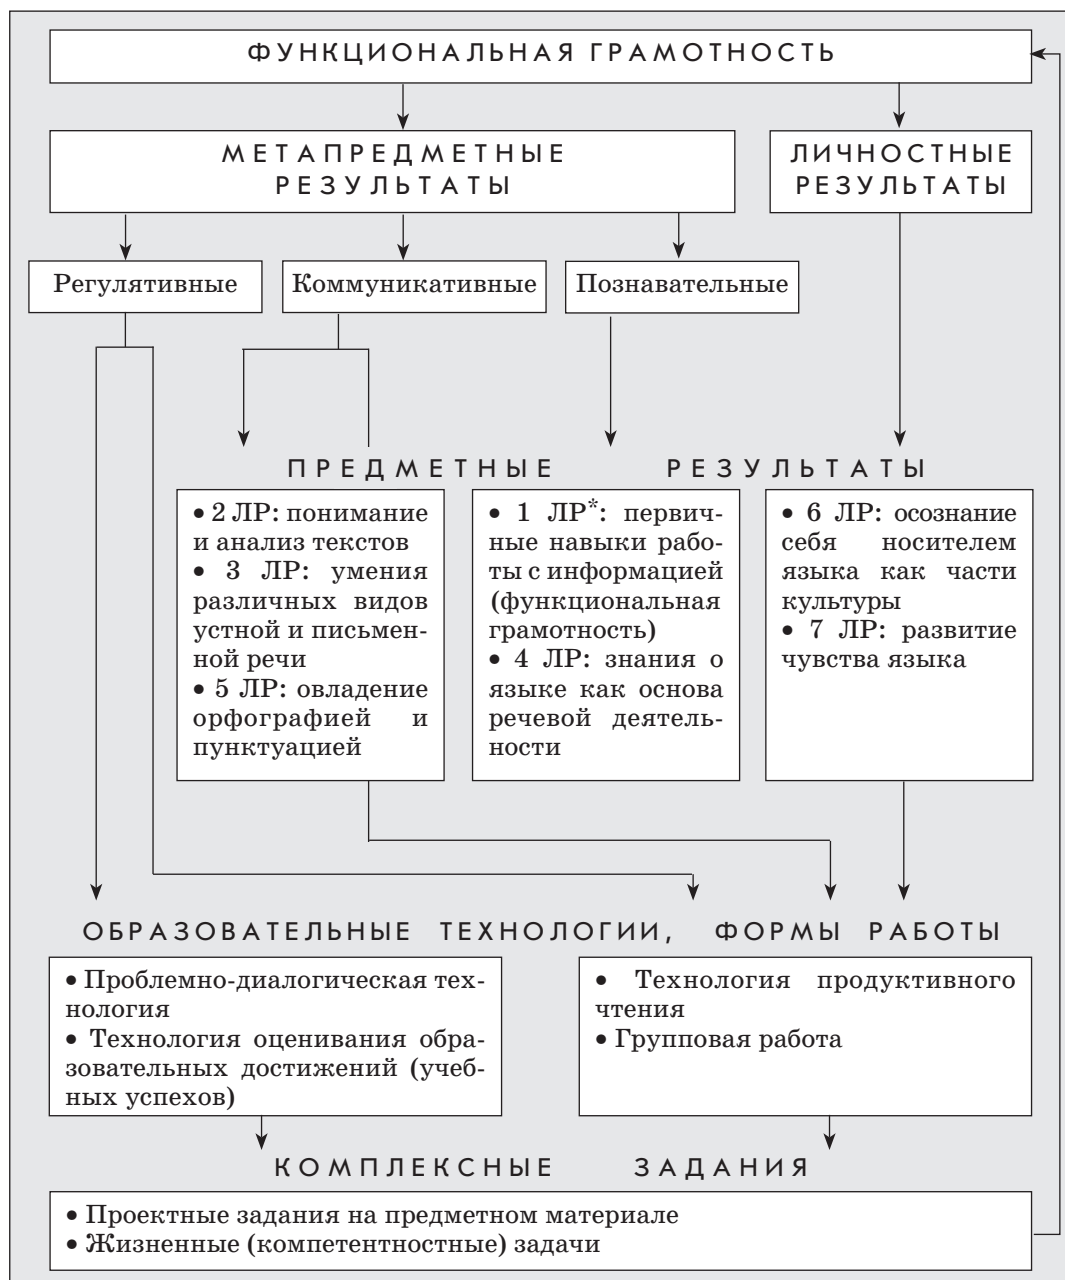 ФУНКЦИОНАЛЬНАЯ ГРАМОТНОСТЬ
МЕТАПРЕДМЕТНЫЕ
РЕЗУЛЬТАТЫ
ЛИЧНОСТНЫЕ
РЕЗУЛЬТАТЫ
Регулятивные
Коммуникативные
Познавательные
ПРЕДМЕТНЫЕ РЕЗУЛЬТАТЫ
• 2 ЛР: понимание
и анализ текстов
• 3 ЛР: умения
различных видов
устной и письмен-
ной речи
• 5 ЛР: овладение
орфографией и
пунктуацией
• 1 ЛР*: первич-
ные навыки рабо-
ты с информацией
(функциональная
грамотность)
• 4 ЛР: знания о
языке как основа
речевой деятель-
ности
• 6 ЛР: осознание
себя носителем
языка как части
культуры
• 7 ЛР: развитие
чувства языка
ОБРАЗОВАТЕЛЬНЫЕ ТЕХНОЛОГИИ, ФОРМЫ РАБОТЫ
• Проблемно-диалогическая тех-
нология
• Технология оценивания обра-
зовательных достижений (учеб-
ных успехов)
• Технология продуктивного
чтения
• Групповая работа
КОМПЛЕКСНЫЕ ЗАДАНИЯ
• Проектные задания на предметном материале
• Жизненные (компетентностные) задачи